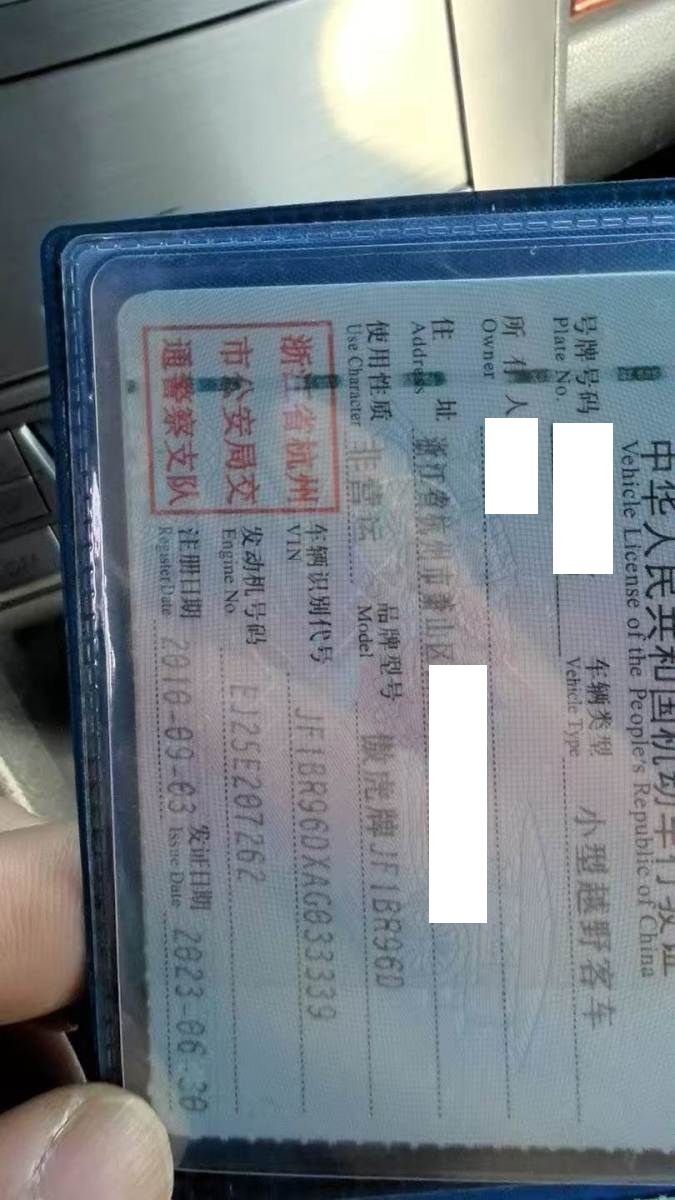 中华人民共和国机动车行驶证
Vehicle License of the People's Republic of China
号牌号码
Plate No.
车辆类型 小型越野客车
Vehicle Type
所有人
Owner
住址 浙江省杭州市萧山区
Address
使用性质 非营运
Use Character
品牌型号 傲虎牌JF1BR96D
Model
浙江省杭州
市公安局交
通警察支队
车辆识别代号 JF1BR96DXAG033339
VIN
发动机号码 EJ25E207262
Engine No.
注册日期 2010-09-03
Register Date
发证日期 2023-06-30
Issue Date